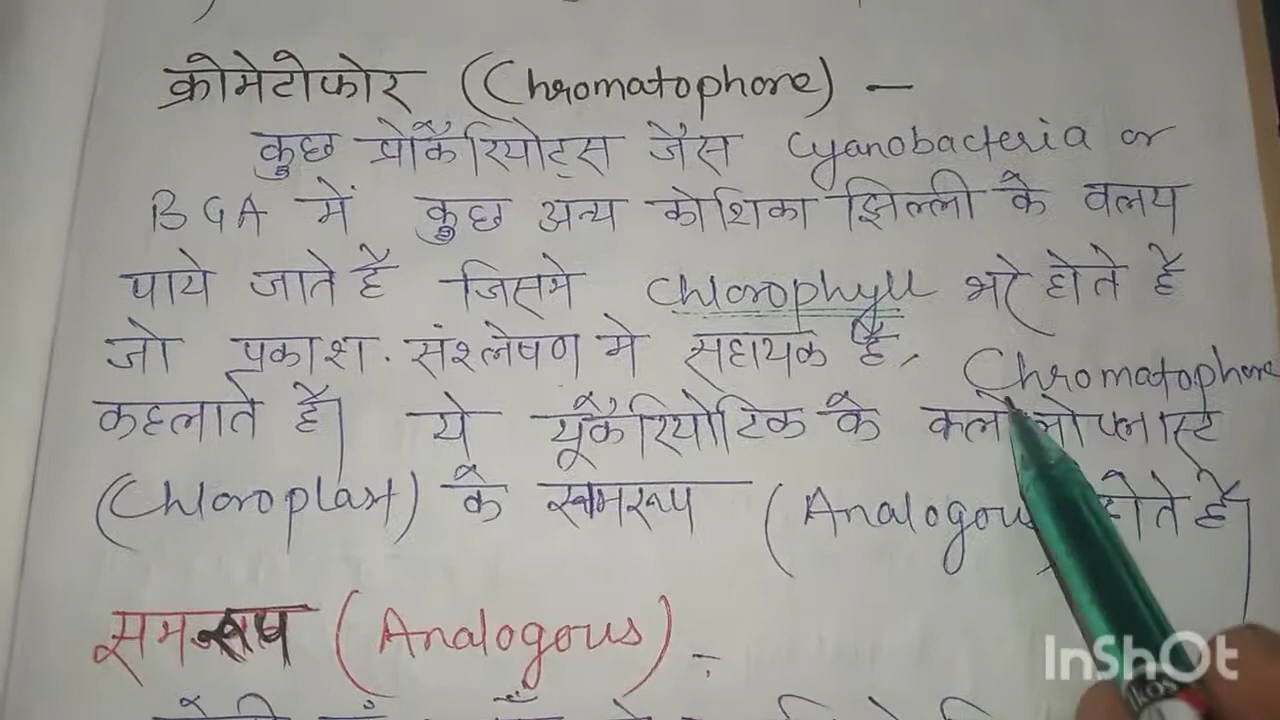 क्रोमेटोफोर (Chromatophore) –
कुछ प्रोकैरियोट्स जैस Cyanobacteria or
BGA में कुछ अन्य कोशिका झिल्ली के वलय
पाये जाते है जिसमे Chlorophyll भरे होते है
जो प्रकाश संश्लेषण मे सहायक है, Chromatophore
कहलाते है। ये यूकैरियोटिक के क्लोरोप्लास्ट
(Chloroplast) के समरूप (Analogous) होते है।
समरूप (Analogous) :-
InShOt